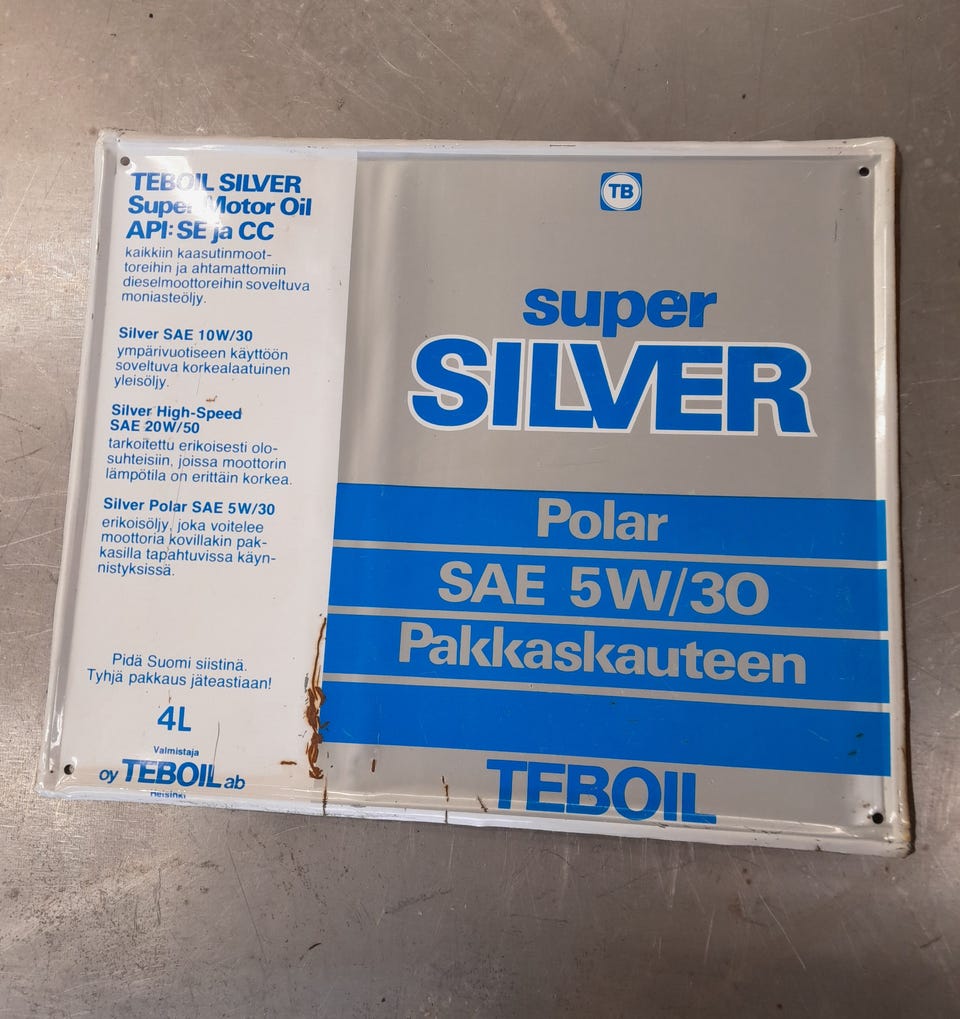 TEBOIL SILVER
Super Motor Oil
API: SE ja CC
kaikkiin kaasutinmoot-
toreihin ja ahtamattomiin
dieselmoottoreihin soveltuva
moniasteöljy.
Silver SAE 10W/30
ympärivuotiseen käyttöön
soveltuva korkealaatuinen
yleisöljy.
Silver High-Speed
SAE 20W/50
tarkoitettu erikoisesti olo-
suhteisiin, joissa moottorin
lämpötila on erittäin korkea.
Silver Polar SAE 5W/30
erikoisöljy, joka voitelee
moottoria kovillakin pak-
kasilla tapahtuvissa käyn-
nistyksissä.
Pidä Suomi siistinä.
Tyhjä pakkaus jäteastiaan!
4L
Valmistaja
oy TEBOIL ab
Helsinki
TB
super
SILVER
Polar
SAE 5W/30
Pakkaskauteen
TEBOIL